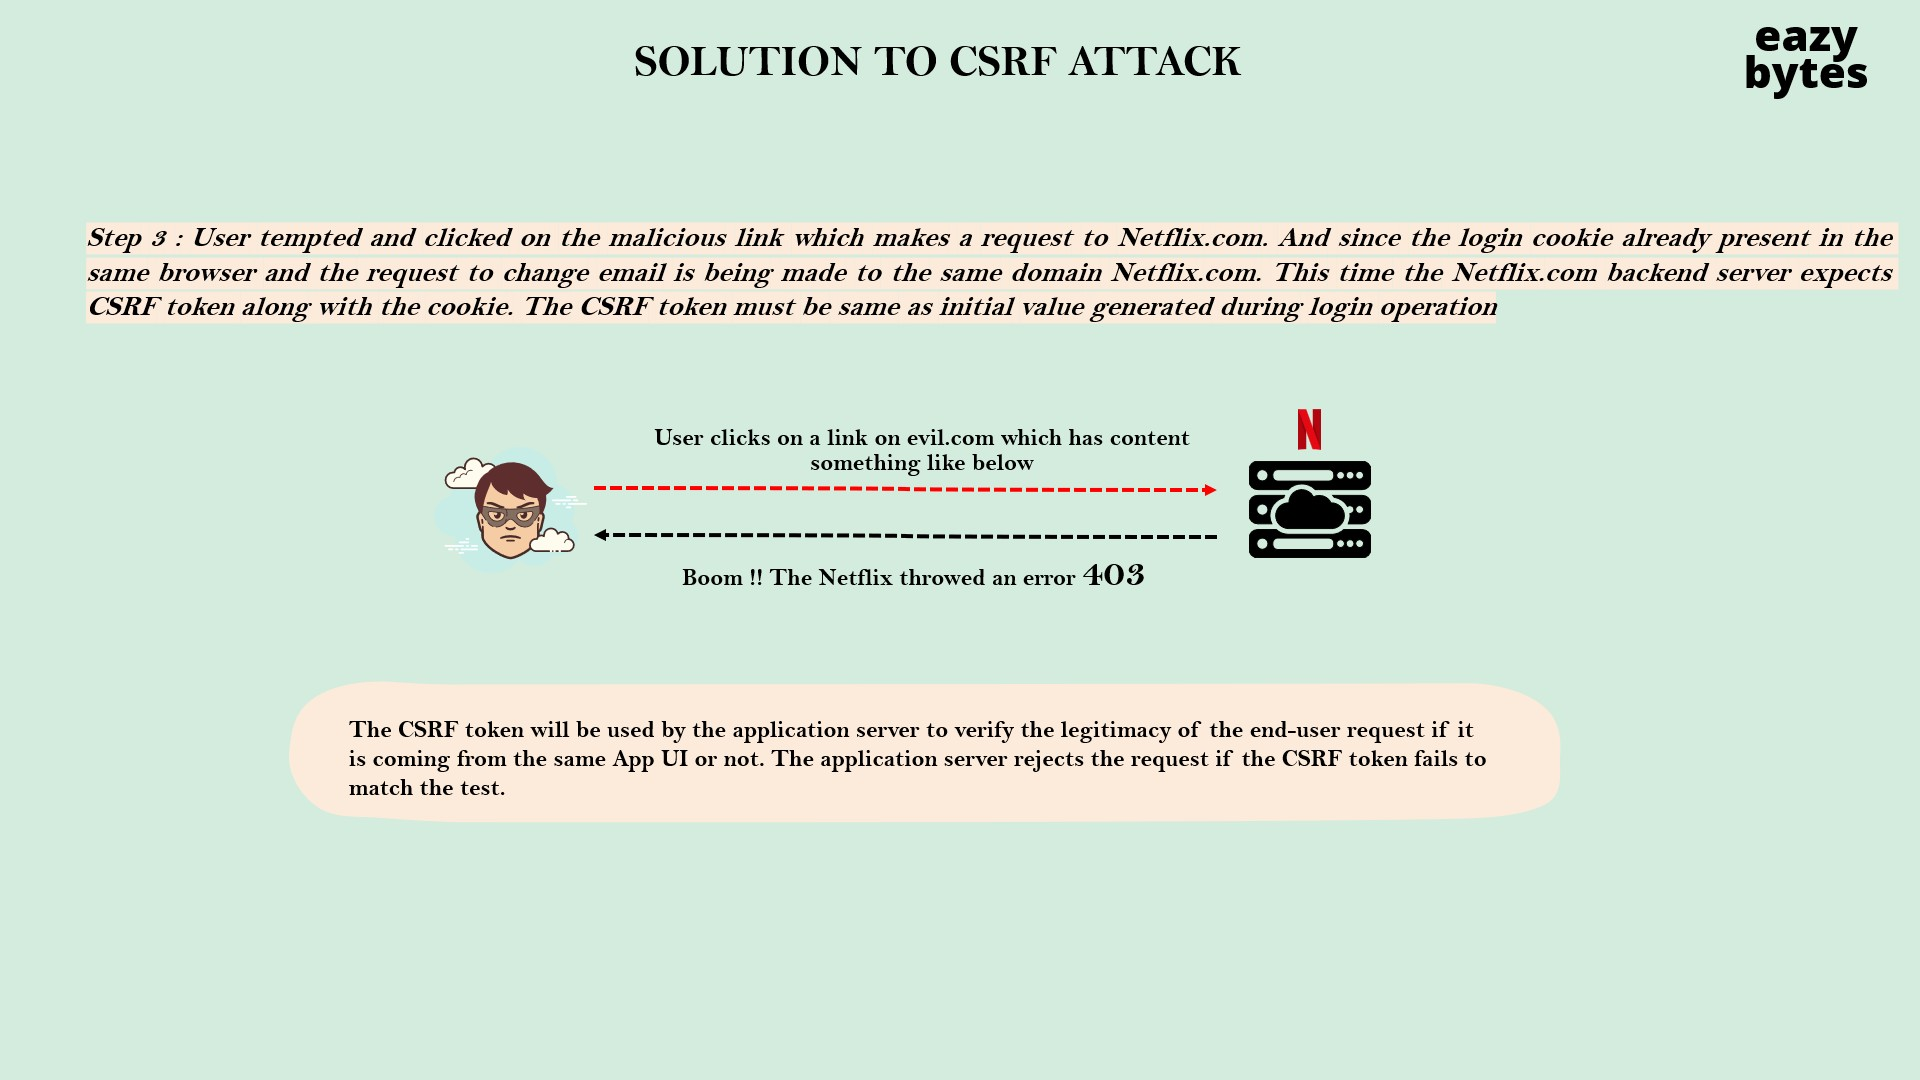 SOLUTION TO CSRF ATTACK
eazy
bytes
Step 3 : User tempted and clicked on the malicious link which makes a request to Netflix.com. And since the login cookie already present in the
same browser and the request to change email is being made to the same domain Netflix.com. This time the Netflix.com backend server expects
CSRF token along with the cookie. The CSRF token must be same as initial value generated during login operation
N
User clicks on a link on evil.com which has content
something like below
Boom !! The Netflix throwed an error 403
The CSRF token will be used by the application server to verify the legitimacy of the end-user request if it
is coming from the same App UI or not. The application server rejects the request if the CSRF token fails to
match the test.